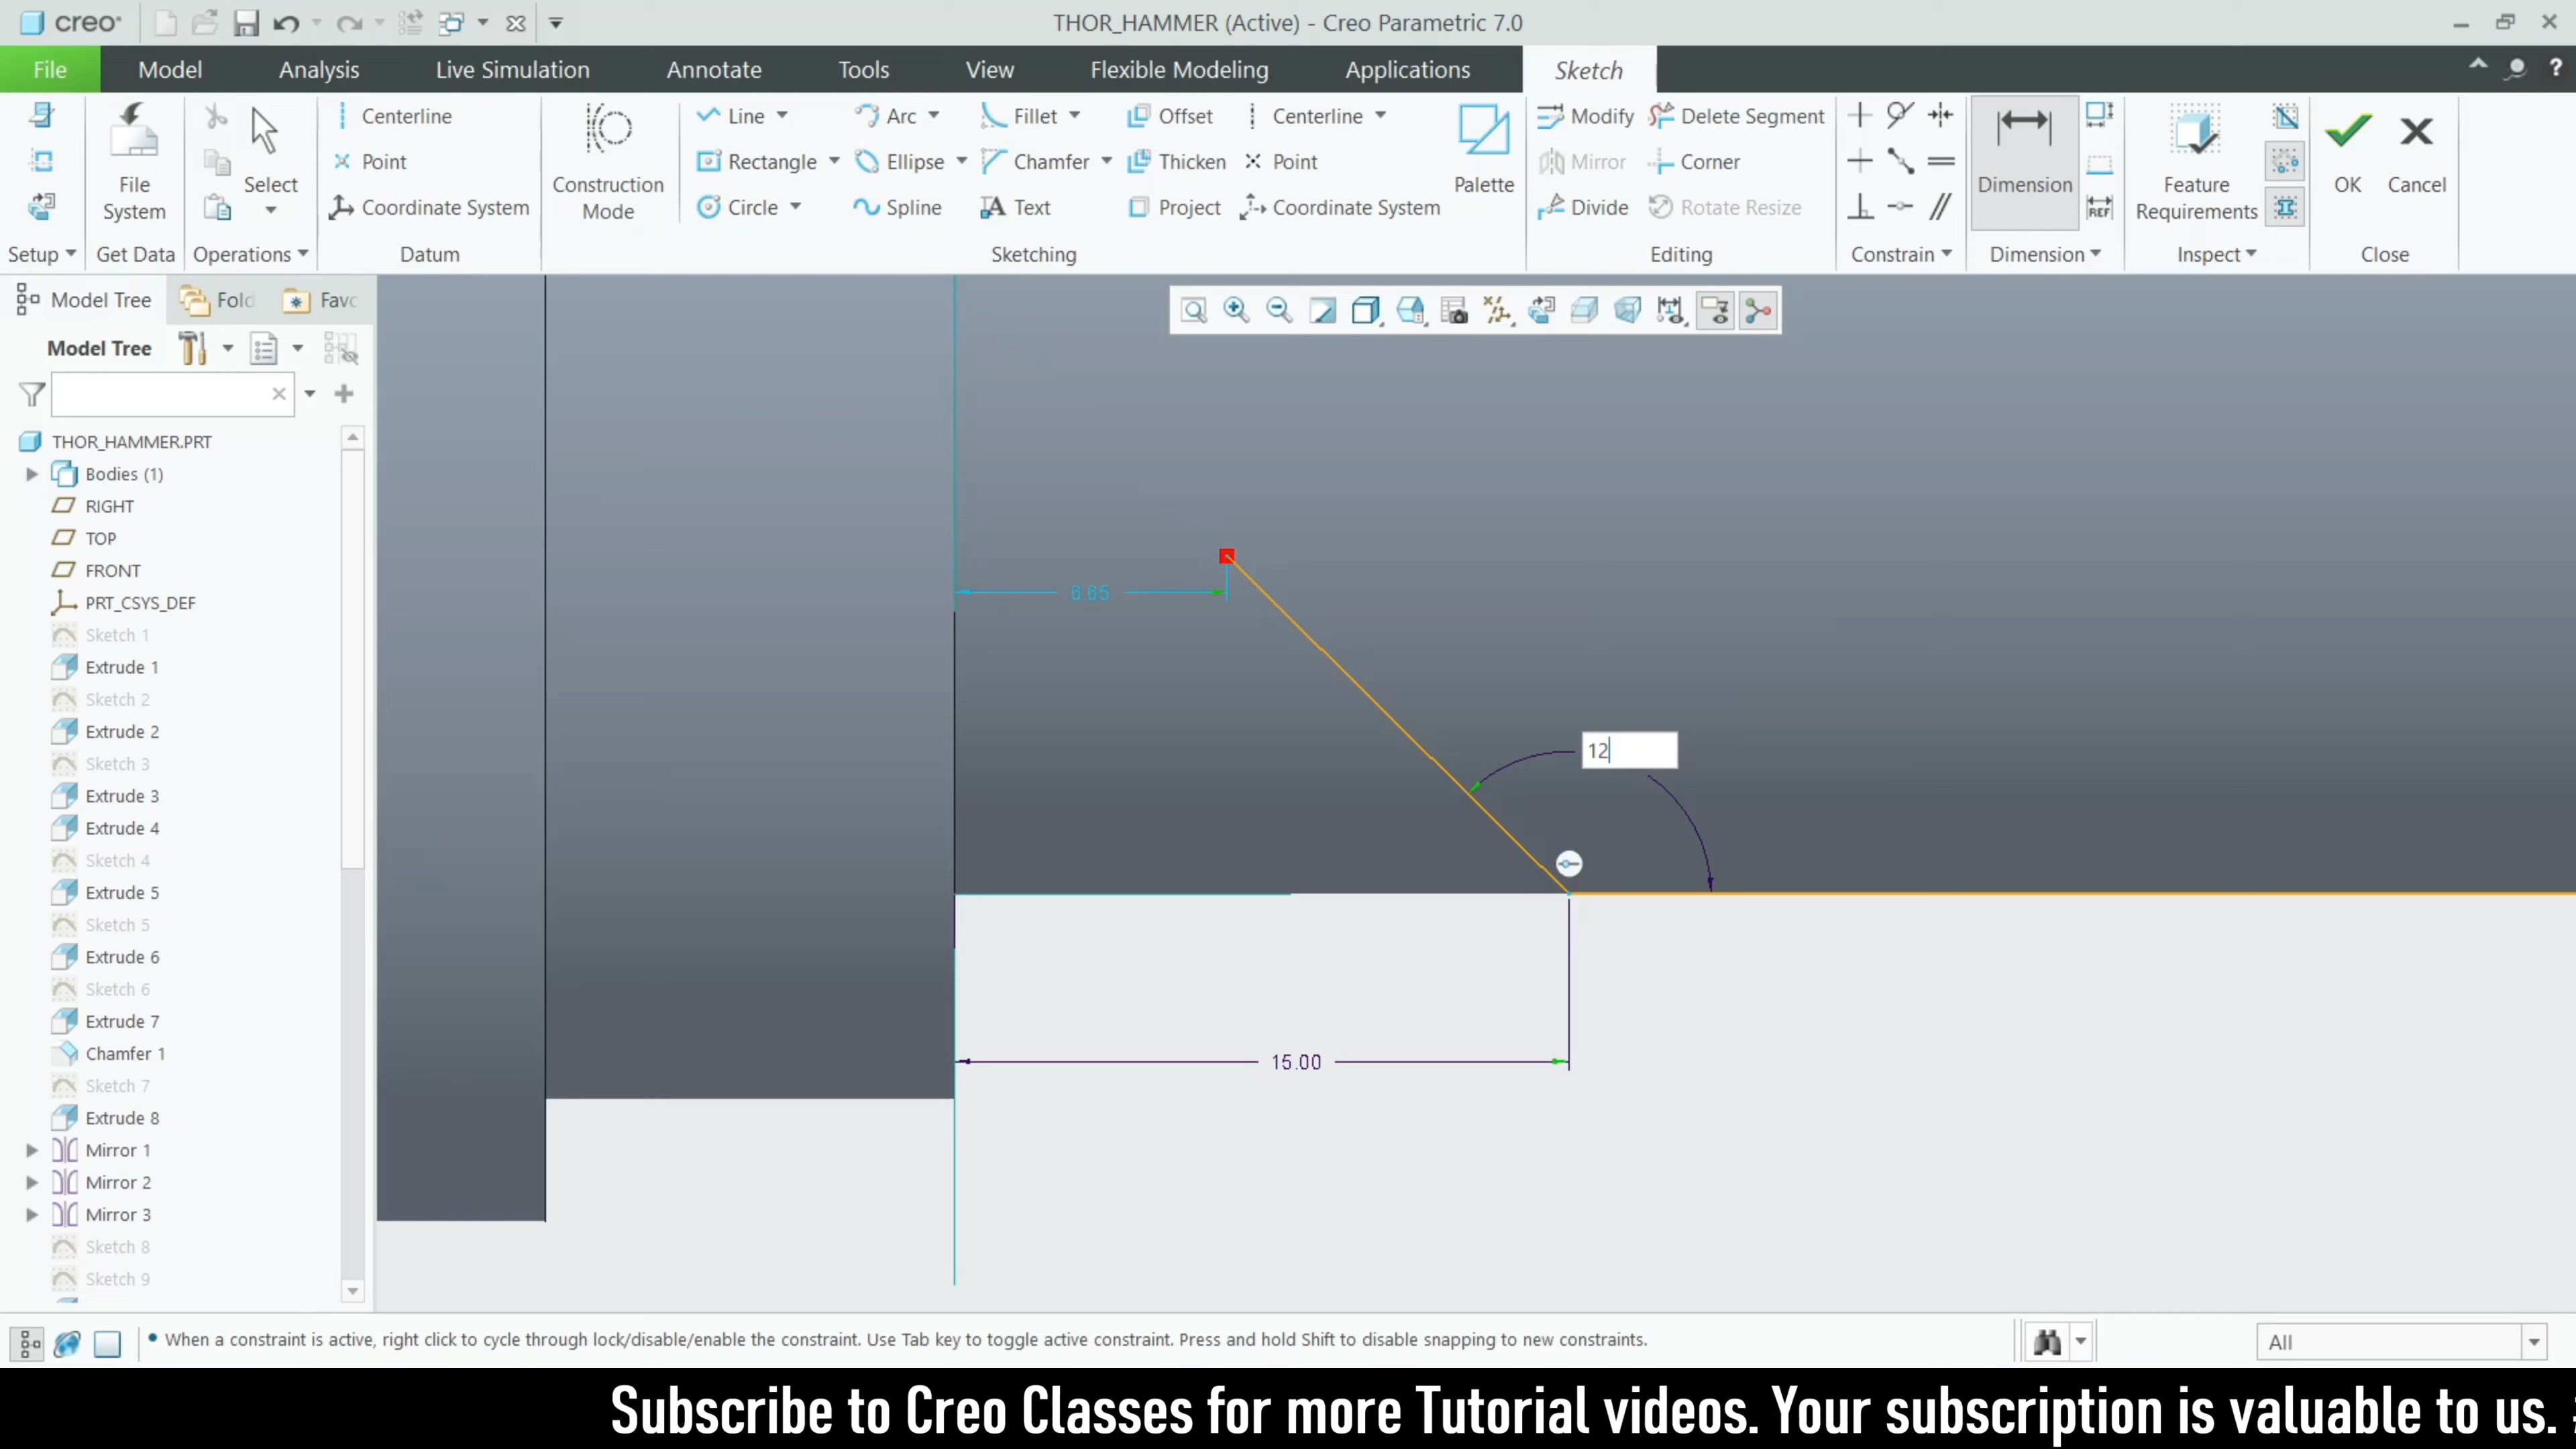 creo
THOR_HAMMER (Active) - Creo Parametric 7.0
File Model Analysis Live Simulation Annotate Tools View Flexible Modeling Applications Sketch
Centerline Line Arc Fillet Offset Centerline Modify Delete Segment
Point Rectangle Ellipse Chamfer Thicken Point Mirror Corner
Coordinate System Circle Spline Text Project Coordinate System Divide Rotate Resize
File System Select Construction Mode Palette Dimension Feature Requirements OK Cancel
REF
Setup Get Data Operations Datum Sketching Editing Constrain Dimension Inspect Close
Model Tree Fold Favo
Model Tree
THOR_HAMMER.PRT
Bodies (1)
RIGHT
TOP
FRONT
PRT_CSYS_DEF
Sketch 1
Extrude 1
Sketch 2
Extrude 2
Sketch 3
Extrude 3
Extrude 4
Sketch 4
Extrude 5
Sketch 5
Extrude 6
Sketch 6
Extrude 7
Chamfer 1
Sketch 7
Extrude 8
Mirror 1
Mirror 2
Mirror 3
Sketch 8
Sketch 9
6.65
12
15.00
When a constraint is active, right click to cycle through lock/disable/enable the constraint. Use Tab key to toggle active constraint. Press and hold Shift to disable snapping to new constraints.
All
Subscribe to Creo Classes for more Tutorial videos. Your subscription is valuable to us.